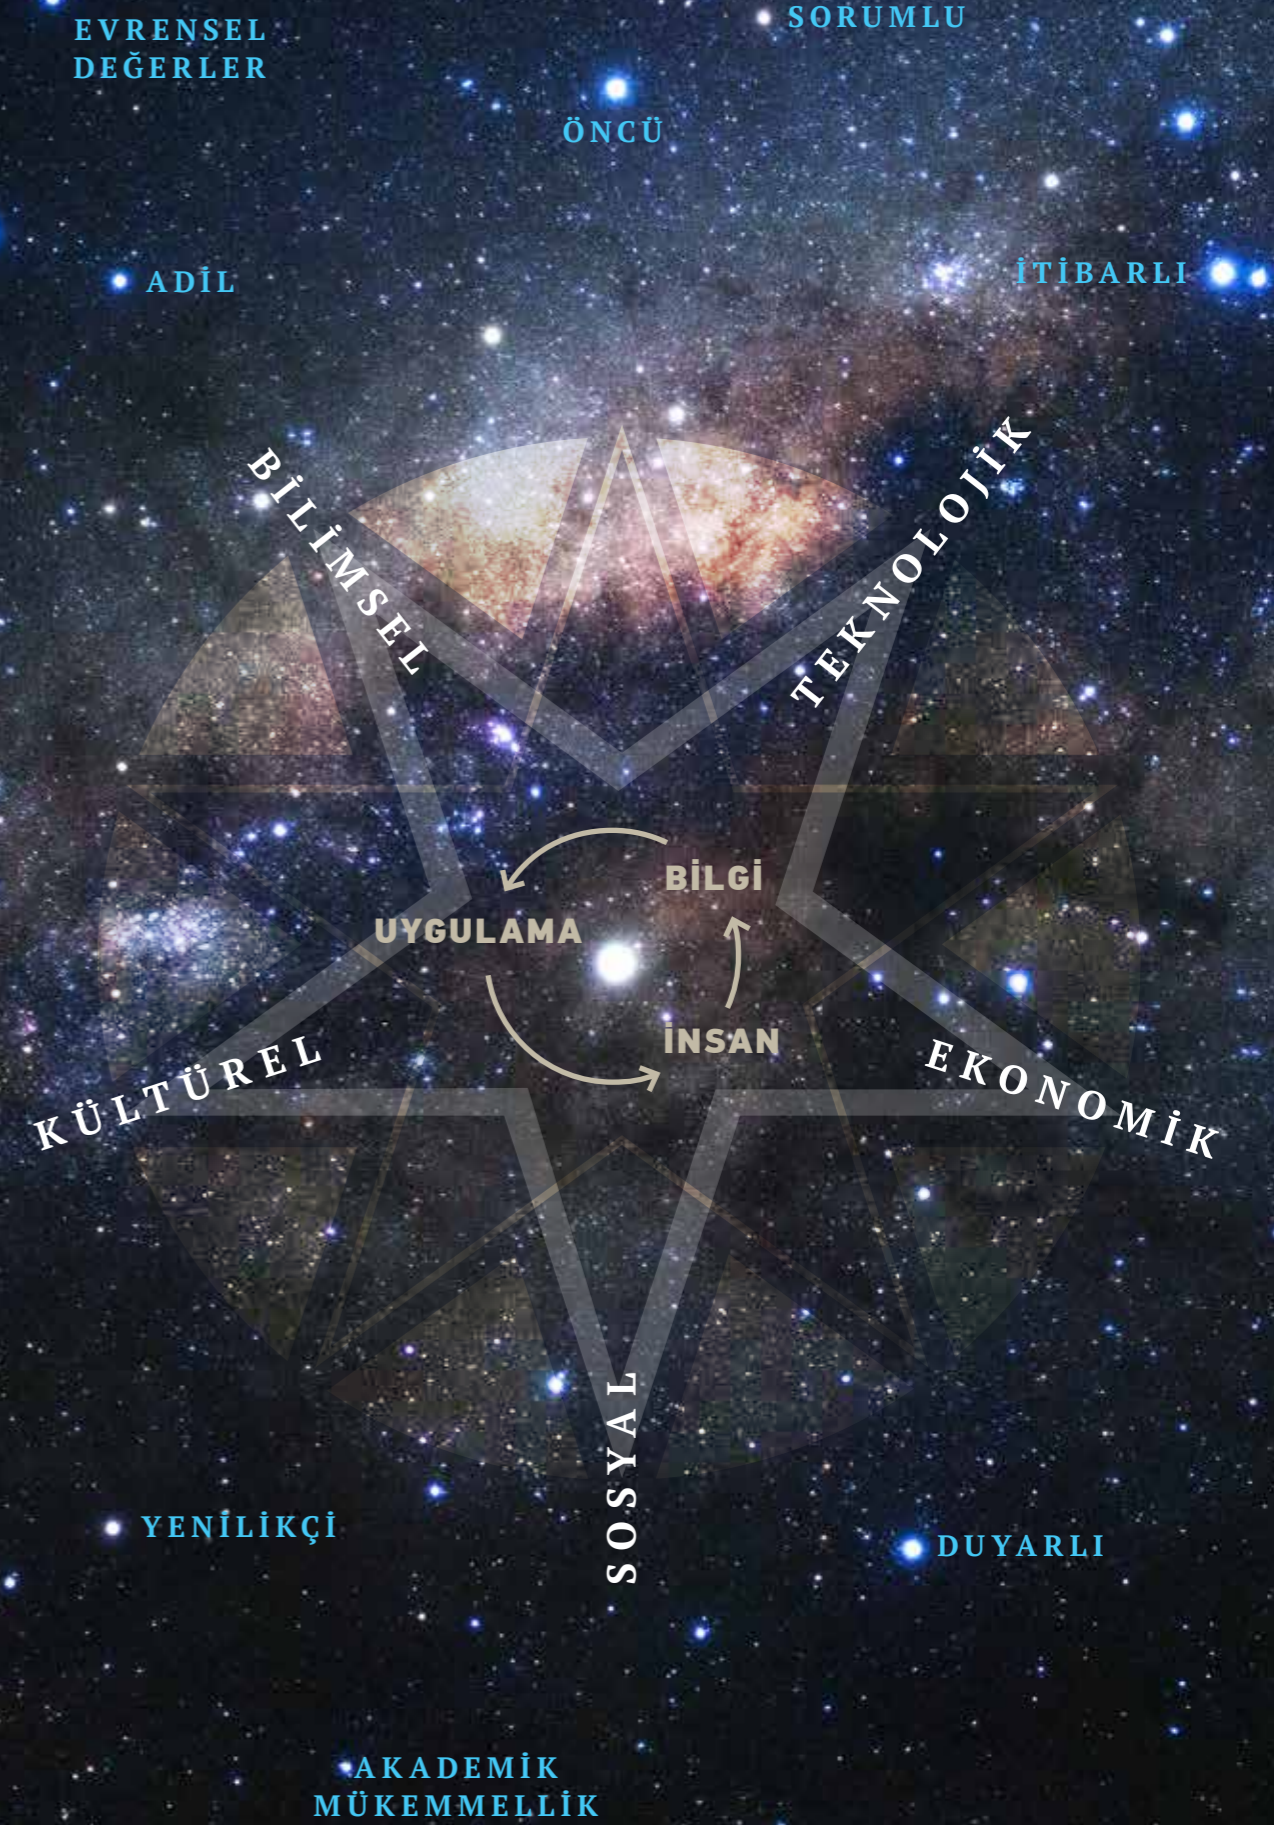 EVRENSEL
DEĞERLER
SORUMLU
ÖNCÜ
ADİL
İTİBARLI
BİLİMSEL
TEKNOLOJİK
BİLGİ
UYGULAMA
İNSAN
KÜLTÜREL
EKONOMİK
SOSYAL
YENİLİKÇİ
DUYARLI
AKADEMİK
MÜKEMMELLİK